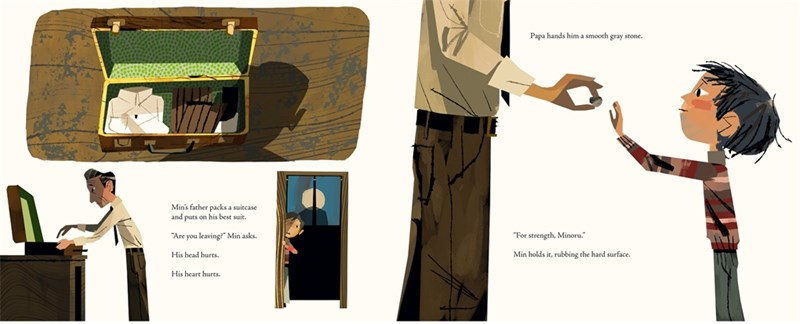 Min's father packs a suitcase
and puts on his best suit.
"Are you leaving?" Min asks.
His head hurts.
His heart hurts.
Papa hands him a smooth gray stone.
"For strength, Minoru."
Min holds it, rubbing the hard surface.